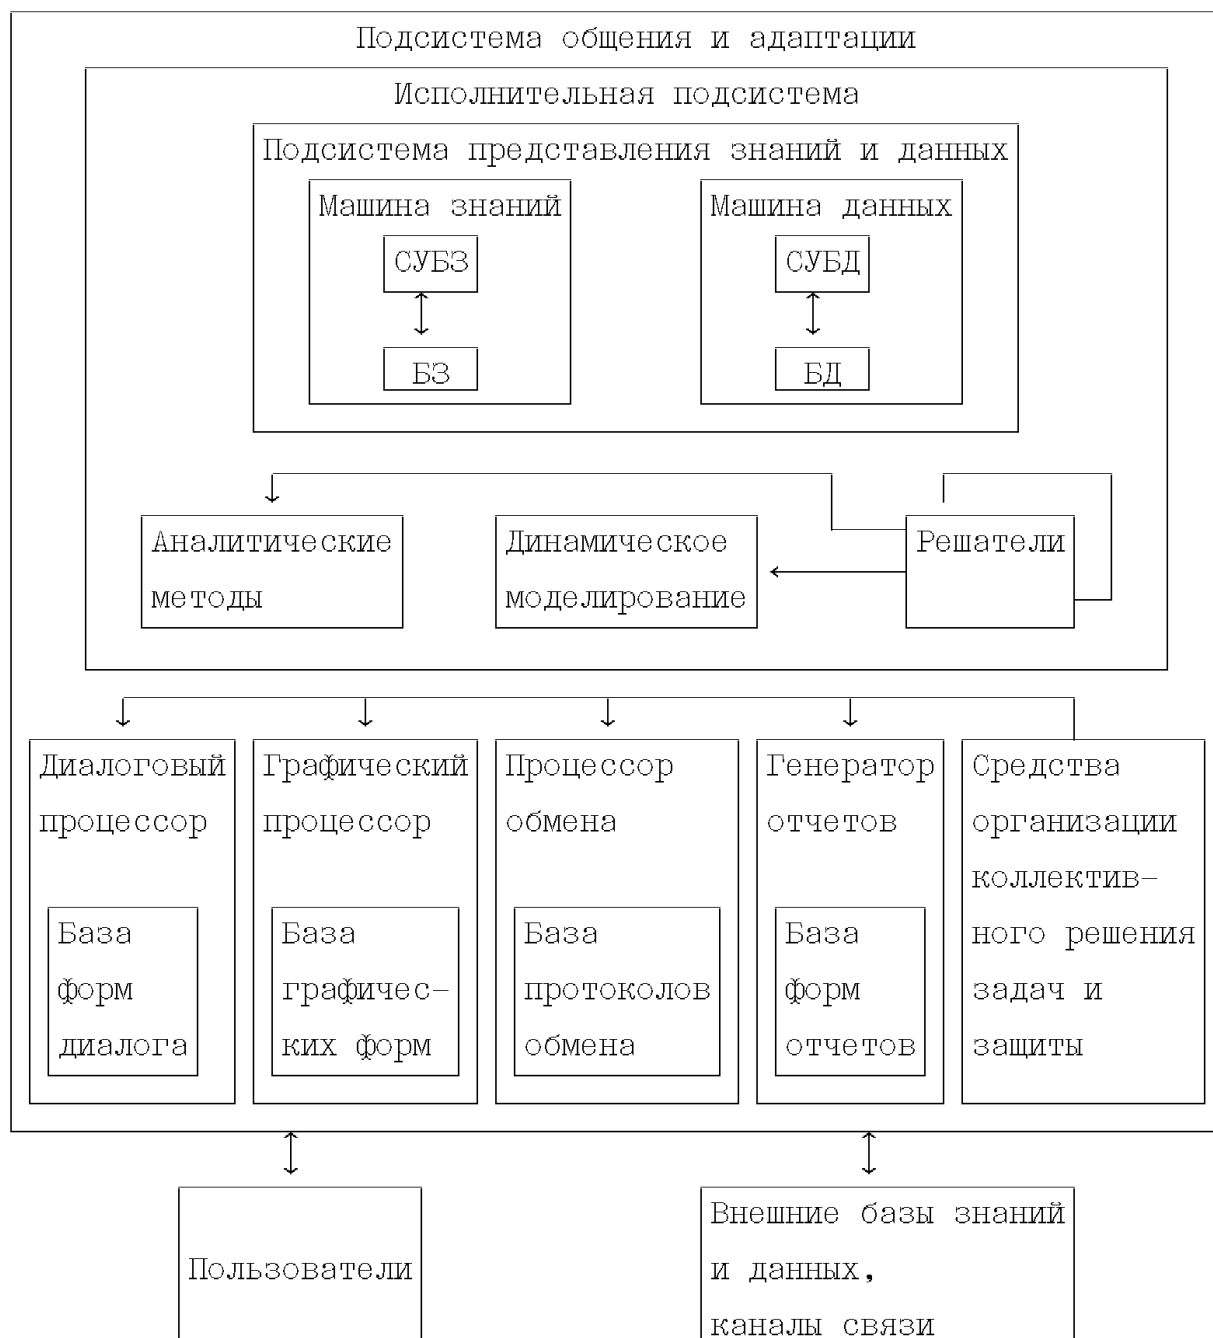 Подсистема общения и адаптации
Исполнительная подсистема
Подсистема представления знаний и данных
Машина знаний
Машина данных
СУБЗ
СУБД
БЗ
БД
Аналитические
методы
Динамическое
моделирование
Решатели
Диалоговый
процессор
База
форм
диалога
Графический
процессор
База
графичес-
ких форм
Процессор
обмена
База
протоколов
обмена
Генератор
отчетов
База
форм
отчетов
Средства
организации
коллектив-
ного решения
задач и
защиты
Пользователи
Внешние базы знаний
и данных,
каналы связи